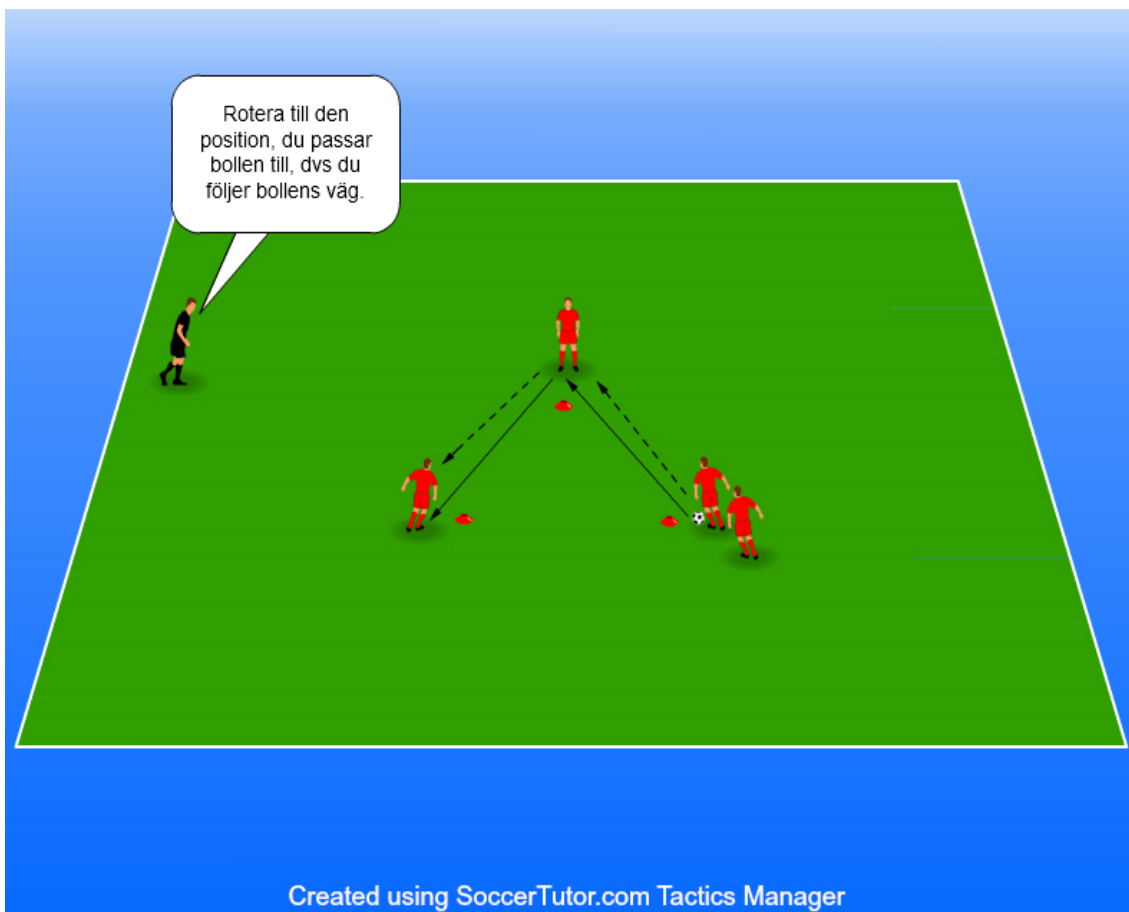 Rotera till den
position, du passar
bollen till, dvs du
följer bollens väg.
Created using SoccerTutor.com Tactics Manager